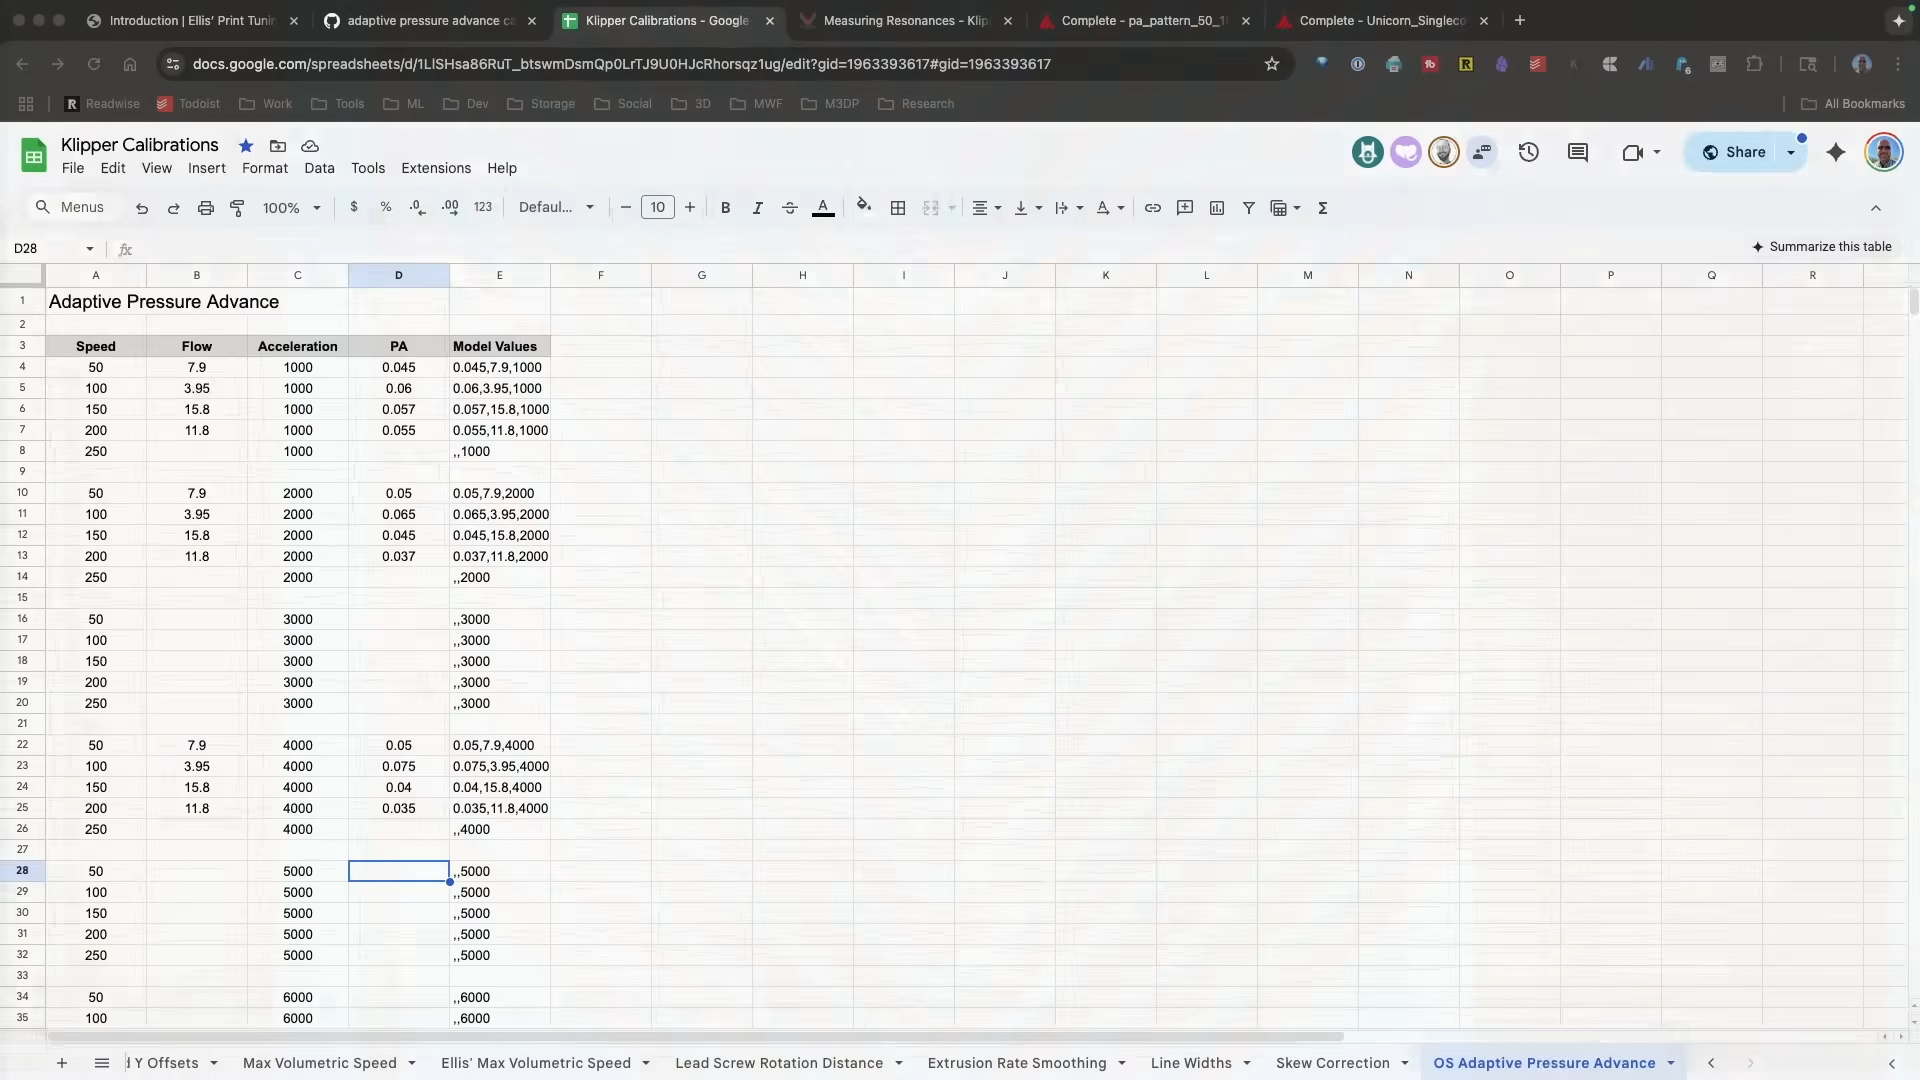 Introduction | Ellis' Print Tunin
adaptive pressure advance ca
Klipper Calibrations - Google
Measuring Resonances - Klip
Complete - pa_pattern_50_1
Complete - Unicorn_Singleco
docs.google.com/spreadsheets/d/1LlSHsa86RuT_btswmDsmQp0LrTJ9U0HJcRhorsqz1ug/edit?gid=1963393617#gid=1963393617
Readwise Todoist Work Tools ML Dev Storage Social 3D MWF M3DP Research All Bookmarks
Klipper Calibrations
Share
File Edit View Insert Format Data Tools Extensions Help
Menus 100% $ % .0 .00 123 Defaul... 10 B I A
D28 fx Summarize this table
A B C D E F G H I J K L M N O P Q R
1 Adaptive Pressure Advance
2
3 Speed Flow Acceleration PA Model Values
4 50 7.9 1000 0.045 0.045,7.9,1000
5 100 3.95 1000 0.06 0.06,3.95,1000
6 150 15.8 1000 0.057 0.057,15.8,1000
7 200 11.8 1000 0.055 0.055,11.8,1000
8 250 1000 ,,1000
9
10 50 7.9 2000 0.05 0.05,7.9,2000
11 100 3.95 2000 0.065 0.065,3.95,2000
12 150 15.8 2000 0.045 0.045,15.8,2000
13 200 11.8 2000 0.037 0.037,11.8,2000
14 250 2000 ,,2000
15
16 50 3000 ,,3000
17 100 3000 ,,3000
18 150 3000 ,,3000
19 200 3000 ,,3000
20 250 3000 ,,3000
21
22 50 7.9 4000 0.05 0.05,7.9,4000
23 100 3.95 4000 0.075 0.075,3.95,4000
24 150 15.8 4000 0.04 0.04,15.8,4000
25 200 11.8 4000 0.035 0.035,11.8,4000
26 250 4000 ,,4000
27
28 50 5000 ,,5000
29 100 5000 ,,5000
30 150 5000 ,,5000
31 200 5000 ,,5000
32 250 5000 ,,5000
33
34 50 6000 ,,6000
35 100 6000 ,,6000
Y Offsets Max Volumetric Speed Ellis' Max Volumetric Speed Lead Screw Rotation Distance Extrusion Rate Smoothing Line Widths Skew Correction OS Adaptive Pressure Advance